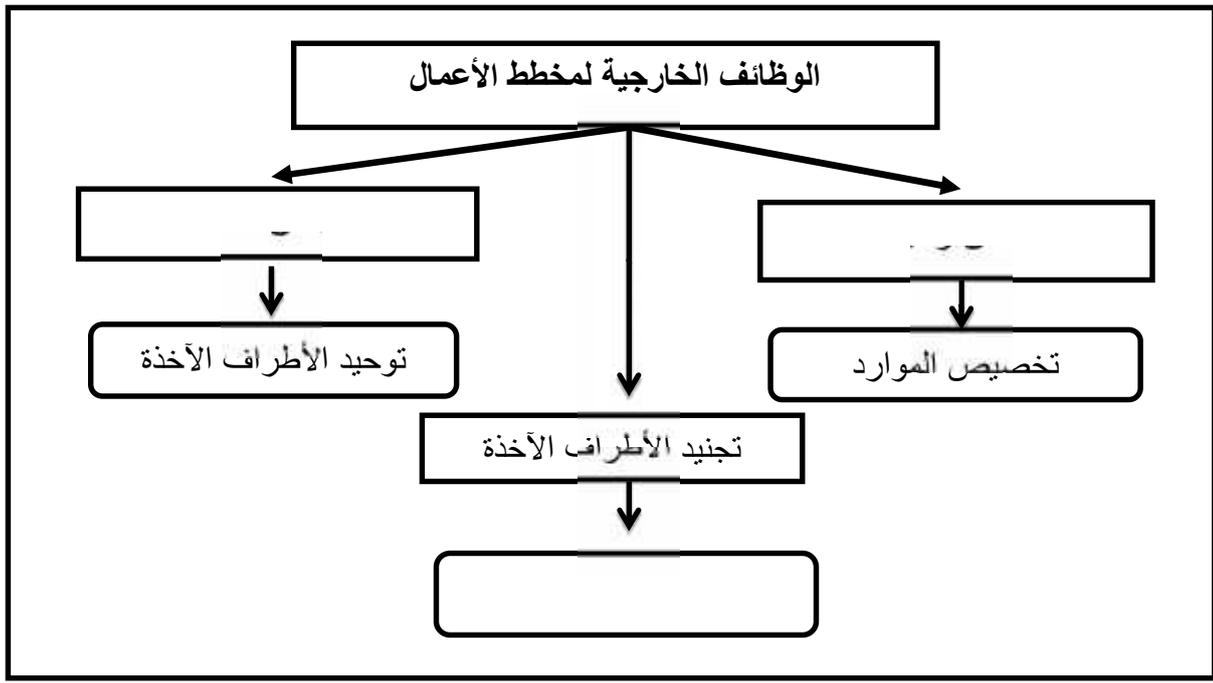 الوظائف الخارجية لمخطط الأعمال
تخصيص الموارد
توحيد الأطراف الآخذة
تجنيد الأطراف الآخذة